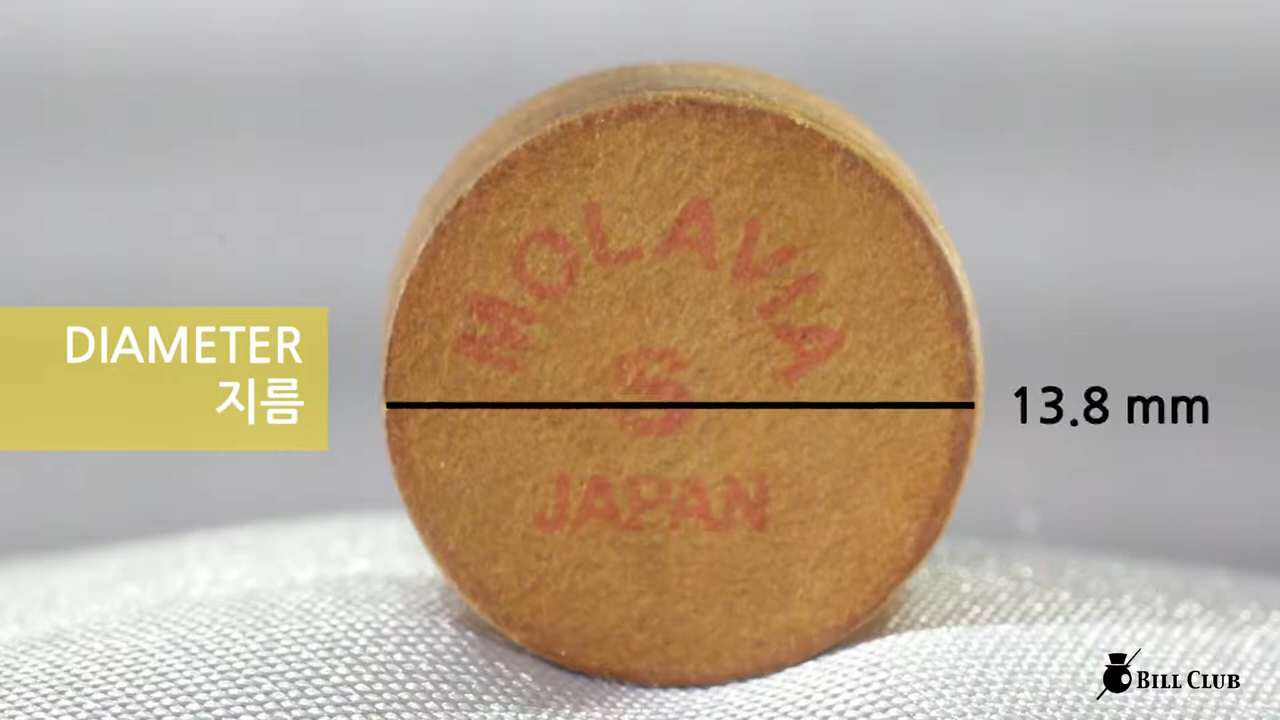 MOLAVIA
S
JAPAN
DIAMETER
지름
13.8 mm
BILL CLUB